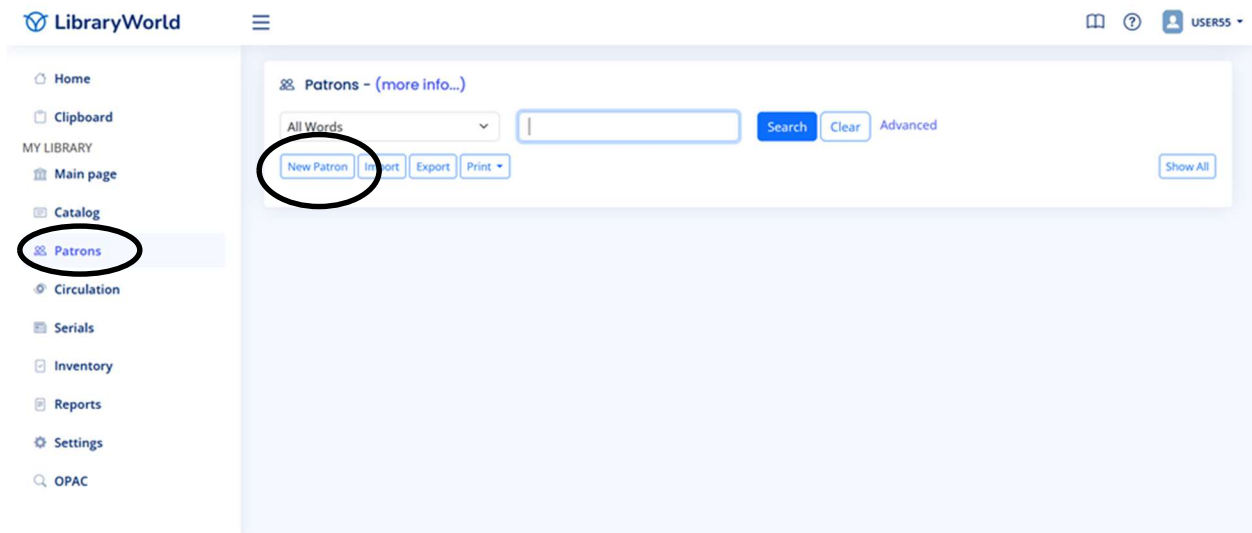 LibraryWorld
USER55
Home
Clipboard
MY LIBRARY
Main page
Catalog
Patrons
Circulation
Serials
Inventory
Reports
Settings
OPAC
Patrons - (more info...)
All Words Search Clear Advanced
New Patron Import Export Print Show All